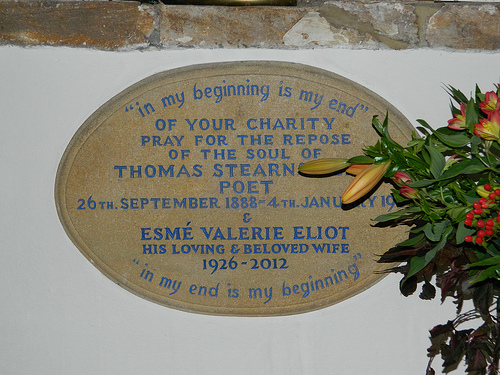 "in my beginning is my end"
OF YOUR CHARITY
PRAY FOR THE REPOSE
OF THE SOUL OF
THOMAS STEARN
POET
26TH. SEPTEMBER 1888-4TH. JANU RY 19
&
ESMÉ VALERIE ELIOT
HIS LOVING & BELOVED WIFE
1926-2012
"in my end is my beginning"